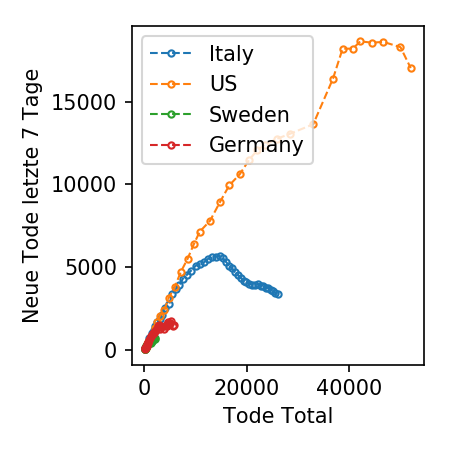 Italy
US
Sweden
Germany
Neue Tode letzte 7 Tage
15000
10000
5000
0
0 20000 40000
Tode Total